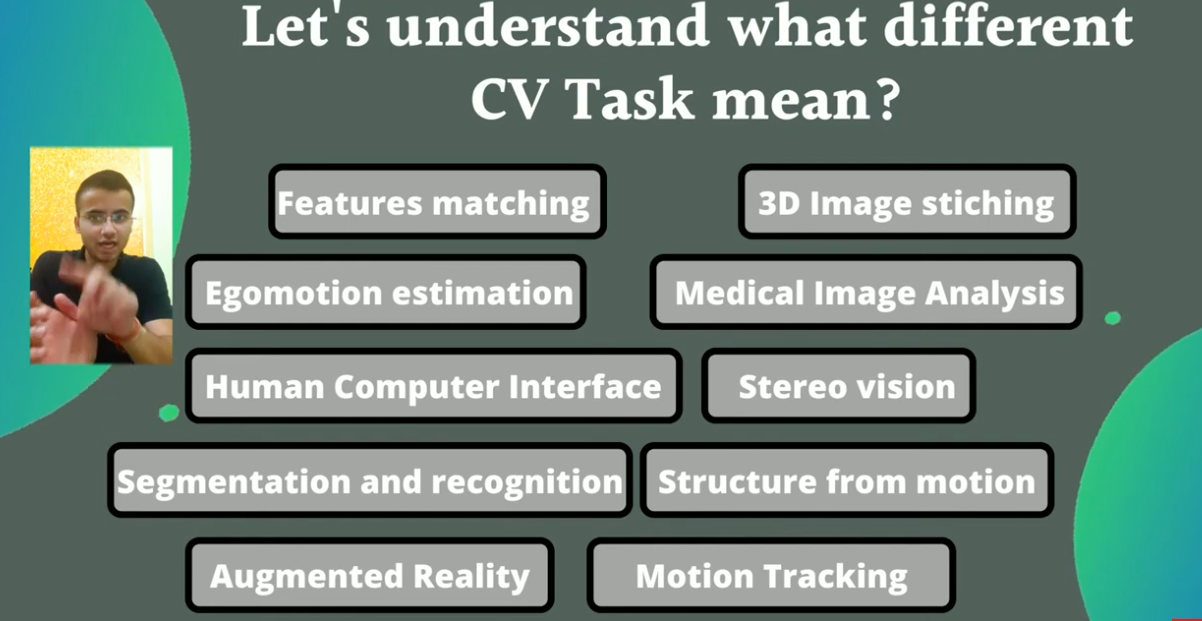 Let's understand what different
CV Task mean?
Features matching
3D Image stiching
Egomotion estimation
Medical Image Analysis
Human Computer Interface
Stereo vision
Segmentation and recognition
Structure from motion
Augmented Reality
Motion Tracking